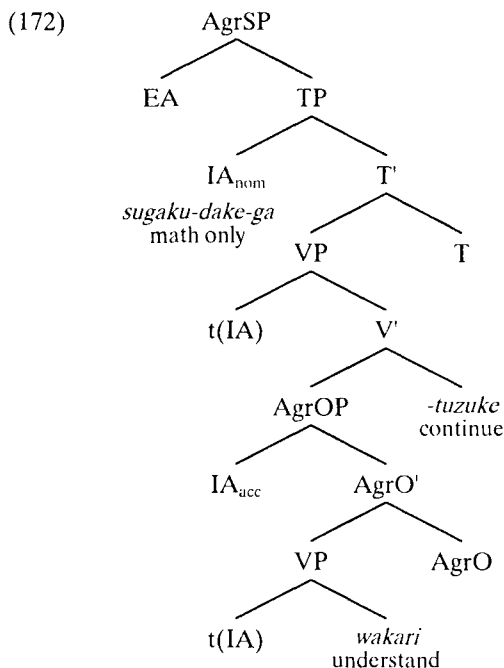 (172) AgrSP
EA TP
IAnom T'
sugaku-dake-ga
math only
VP T
t(IA) V'
AgrOP -tuzuke
continue
IAacc AgrO'
VP AgrO
t(IA) wakari
understand